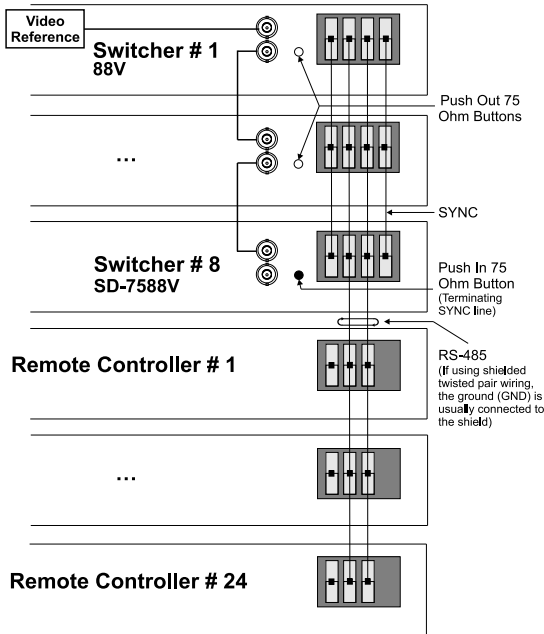 Video
Reference
Switcher # 1
88V
Push Out 75
Ohm Buttons
...
SYNC
Switcher # 8
SD-7588V
Push In 75
Ohm Button
(Terminating
SYNC line)
Remote Controller # 1
RS-485
(If using shielded
twisted pair wiring,
the ground (GND) is
usually connected to
the shield)
...
Remote Controller # 24